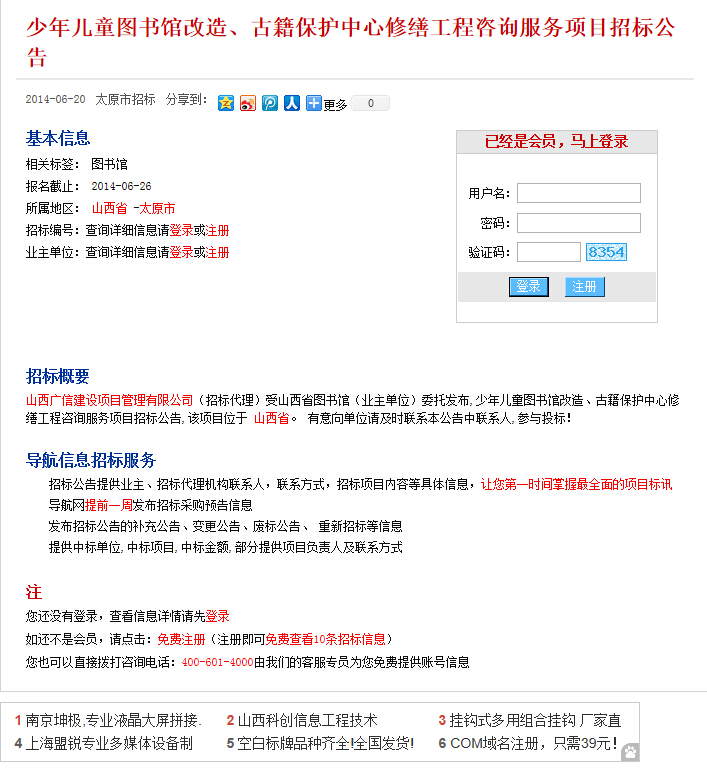 少年儿童图书馆改造、古籍保护中心修缮工程咨询服务项目招标公
告
2014-06-20 太原市招标 分享到： 更多 0
基本信息
相关标签： 图书馆
报名截止： 2014-06-26
所属地区： 山西省 -太原市
招标编号：查询详细信息请登录或注册
业主单位：查询详细信息请登录或注册
已经是会员，马上登录
用户名：
密码：
验证码： 8354
登录 注册
招标概要
山西广信建设项目管理有限公司（招标代理）受山西省图书馆（业主单位）委托发布,少年儿童图书馆改造、古籍保护中心修
缮工程咨询服务项目招标公告,该项目位于 山西省。 有意向单位请及时联系本公告中联系人,参与投标！
导航信息招标服务
招标公告提供业主、招标代理机构联系人，联系方式，招标项目内容等具体信息，让您第一时间掌握最全面的项目标讯
导航网提前一周发布招标采购预告信息
发布招标公告的补充公告、变更公告、废标公告、 重新招标等信息
提供中标单位,中标项目,中标金额,部分提供项目负责人及联系方式
注
您还没有登录，查看信息详情请先登录
如还不是会员，请点击：免费注册（注册即可免费查看10条招标信息）
您也可以直接拨打咨询电话：400-601-4000由我们的客服专员为您免费提供账号信息
1 南京坤极,专业液晶大屏拼接. 2 山西科创信息工程技术 3 挂钩式多用组合挂钩 厂家直
4 上海盟锐专业多媒体设备制 5 空白标牌品种齐全!全国发货! 6 COM域名注册，只需39元！